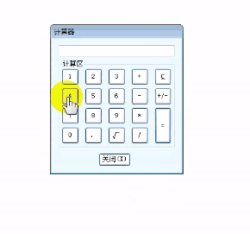 计算器
计算区
1 2 3 + C
5 6 - +/-
8 9 * =
0 . √ /
关闭(I)